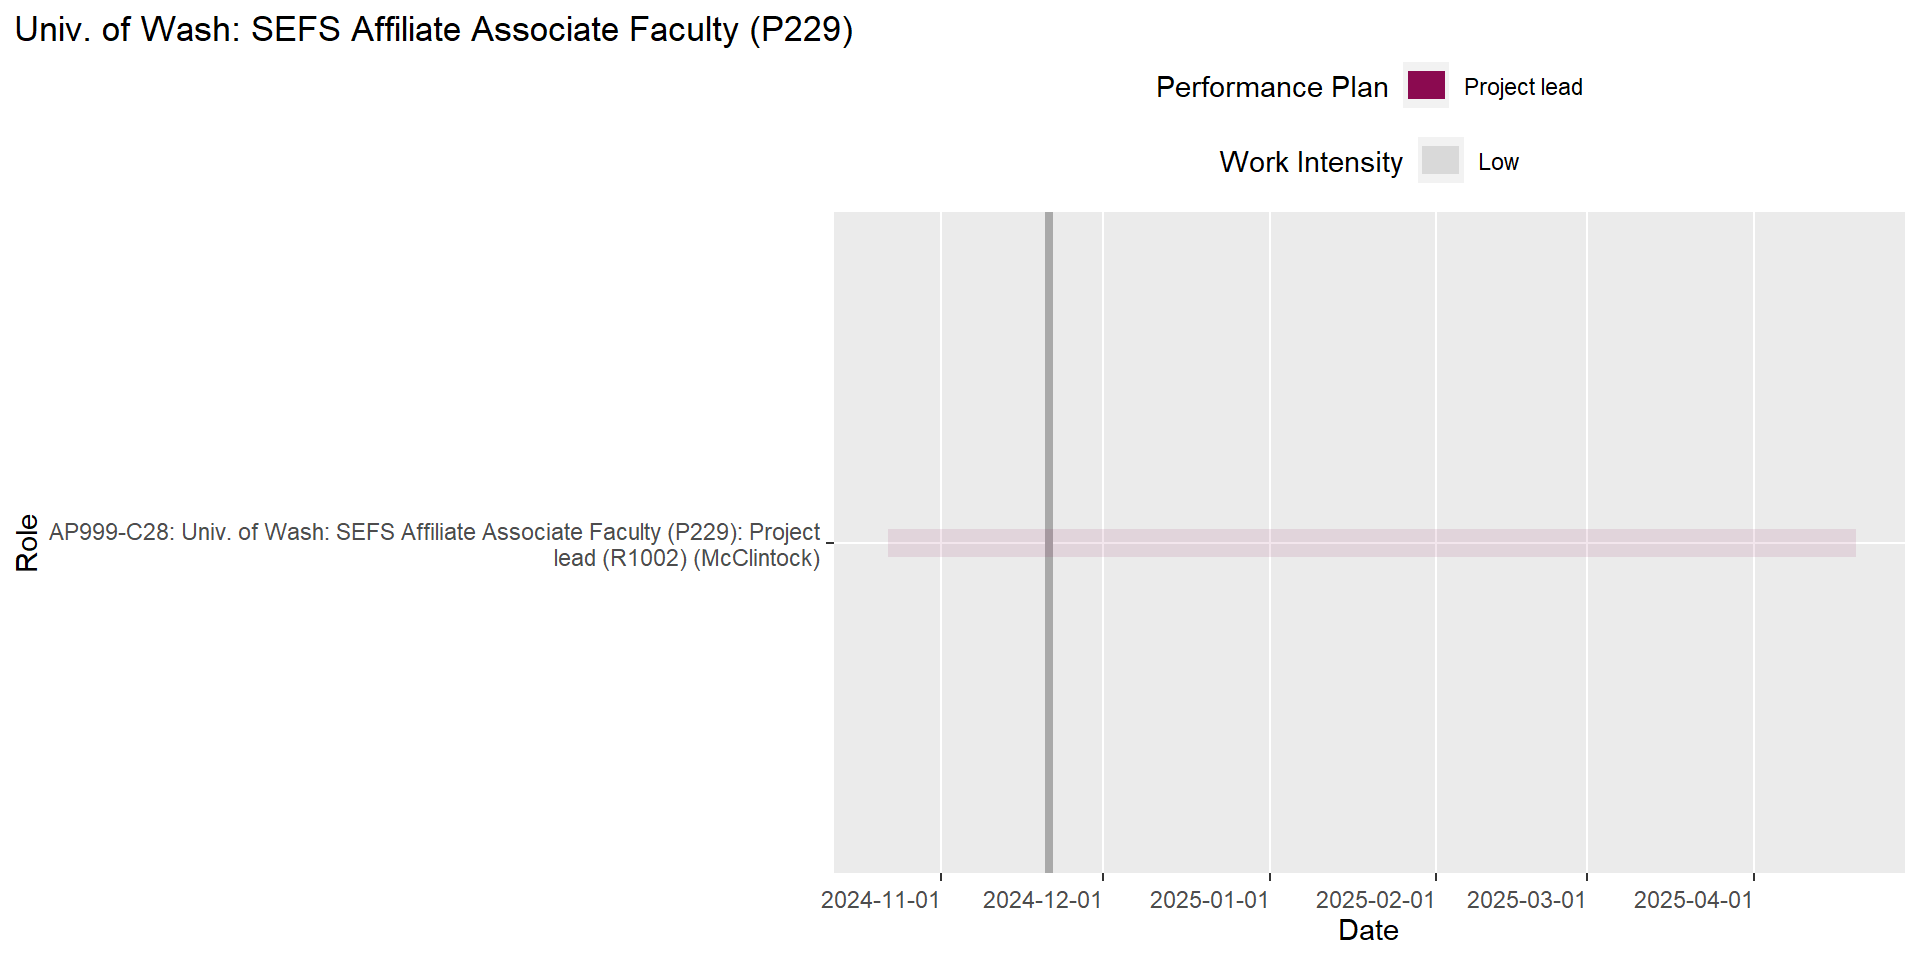 Univ. of Wash: SEFS Affiliate Associate Faculty (P229)
Performance Plan Project lead
Work Intensity Low
Role
AP999-C28: Univ. of Wash: SEFS Affiliate Associate Faculty (P229): Project
lead (R1002) (McClintock)
2024-11-01 2024-12-01 2025-01-01 2025-02-01 2025-03-01 2025-04-01
Date